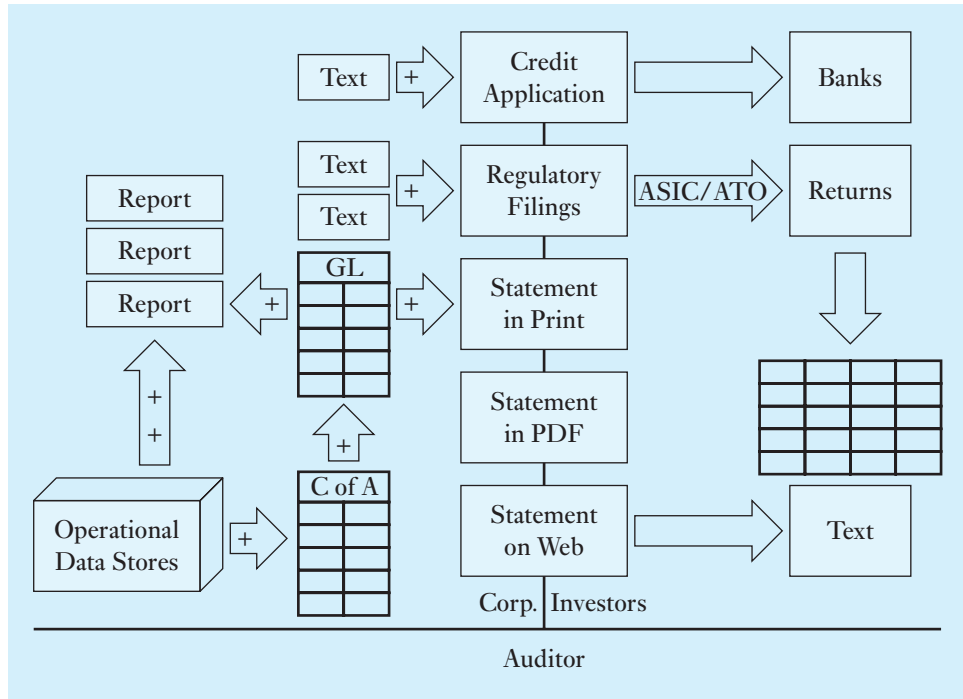 Text
+
Credit
Application
Banks
Text
Text
+
Regulatory
Filings
ASIC/ATO
Returns
Report
Report
Report
+
GL
+
Statement
in Print
+
+
Statement
in PDF
+
C of A
Operational
Data Stores
+
Statement
on Web
Text
Corp. Investors
Auditor